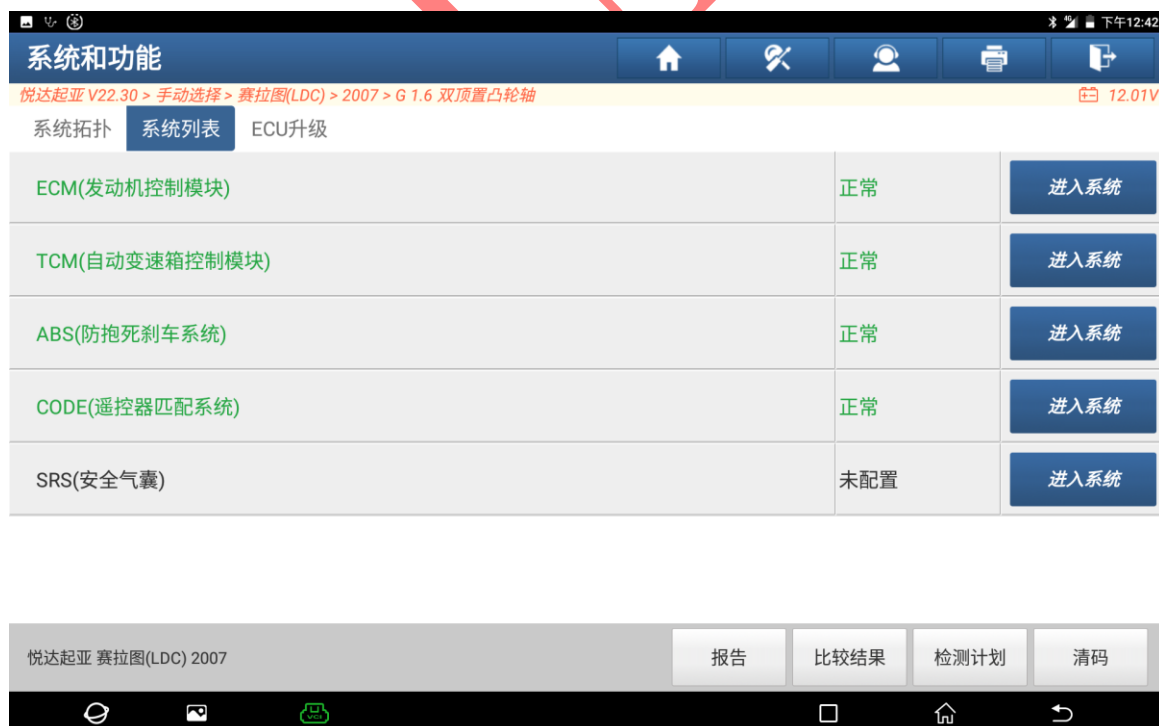 下午12:42
系统和功能
悦达起亚 V22.30 > 手动选择 > 赛拉图(LDC) > 2007 > G 1.6 双顶置凸轮轴 12.01V
系统拓扑 系统列表 ECU升级
ECM(发动机控制模块) 正常 进入系统
TCM(自动变速箱控制模块) 正常 进入系统
ABS(防抱死刹车系统) 正常 进入系统
CODE(遥控器匹配系统) 正常 进入系统
SRS(安全气囊) 未配置 进入系统
悦达起亚 赛拉图(LDC) 2007 报告 比较结果 检测计划 清码
VCI